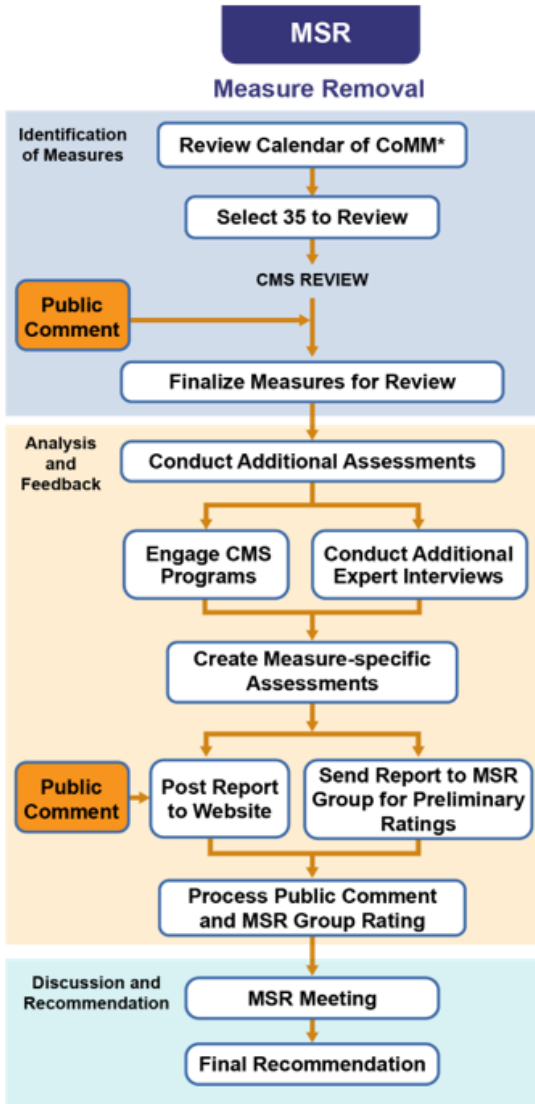 MSR
Measure Removal
Identification
of Measures
Review Calendar of CoMM*
Select 35 to Review
CMS REVIEW
Public
Comment
Finalize Measures for Review
Analysis
and
Feedback
Conduct Additional Assessments
Engage CMS
Programs
Conduct Additional
Expert Interviews
Create Measure-specific
Assessments
Public
Comment
Post Report
to Website
Send Report to MSR
Group for Preliminary
Ratings
Process Public Comment
and MSR Group Rating
Discussion and
Recommendation
MSR Meeting
Final Recommendation